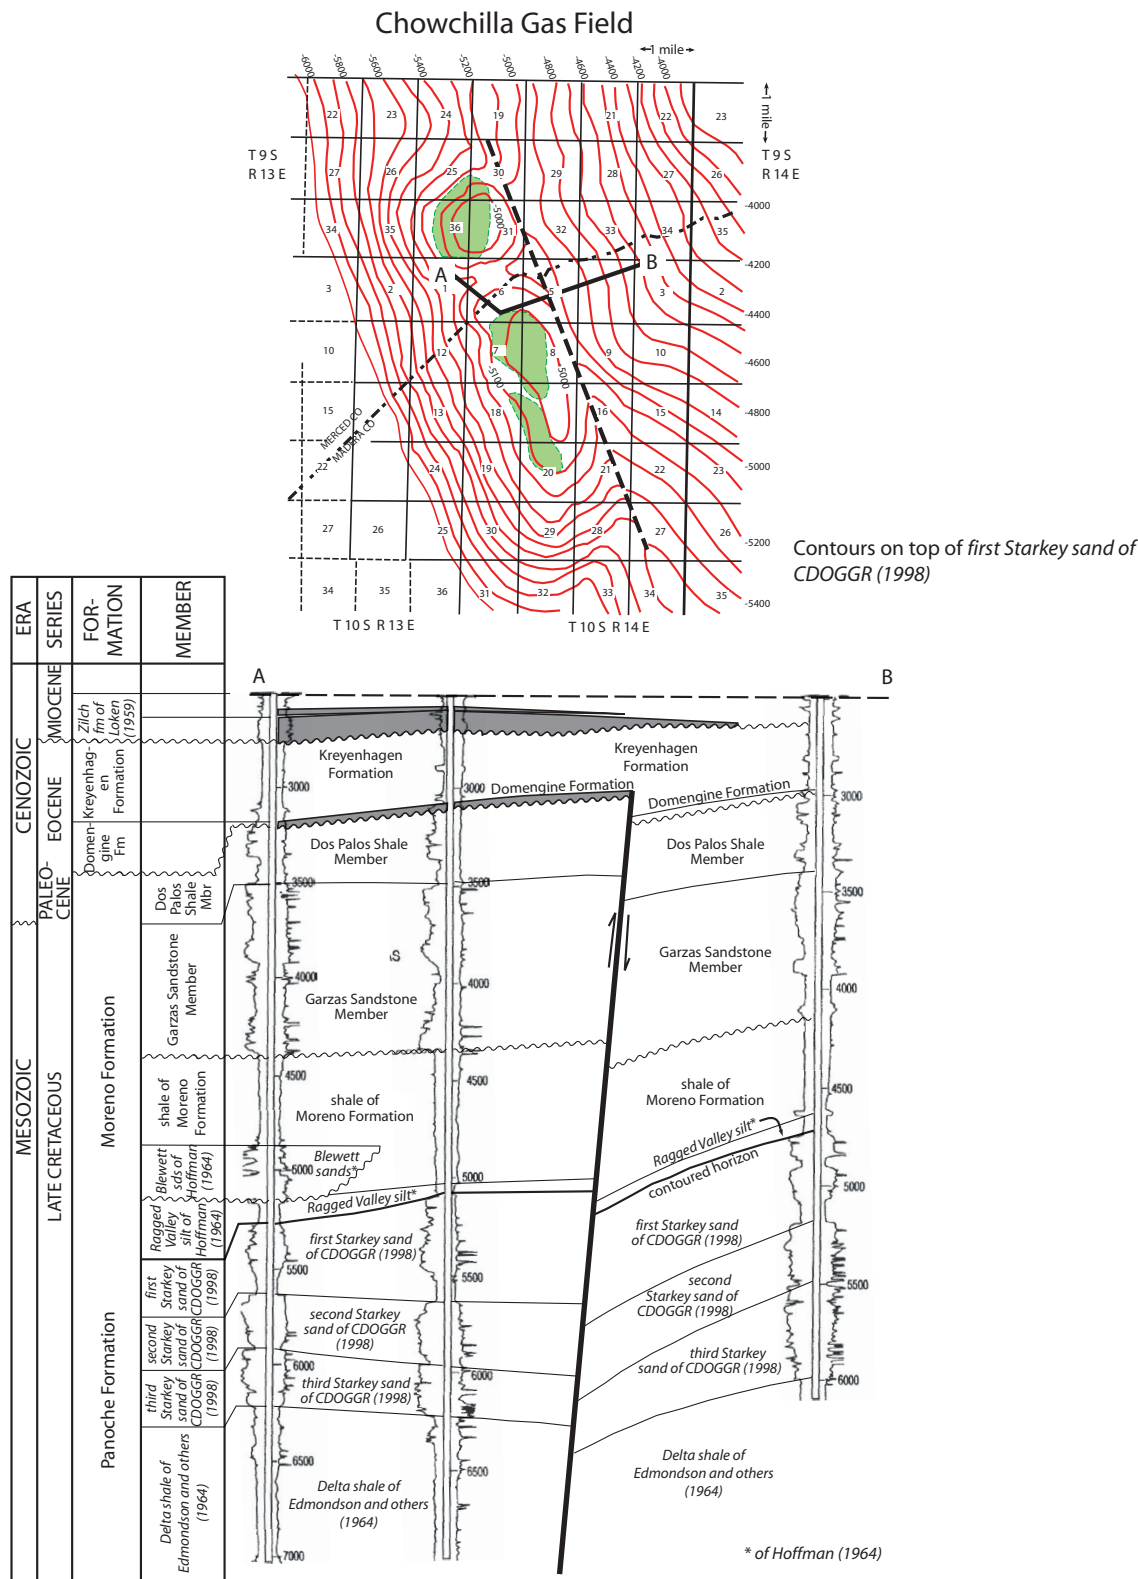 Chowchilla Gas Field
1 mile
-6000
-5800
-5600
-5400
-5200
-5000
-4800
-4600
-4400
-4200
-4000
1 mile
22 23 24 19 21 22 23
T 9 S
R 13 E
T 9 S
R 14 E
27 26 25 30 29 28 27 26
-4000
-5000
34 35 36 31 32 33 34 35
-4200
A
B
3 2 1 6 5 3 2
-4400
10 12 7 8 9 10
-4600
-5100
-5000
15 13 18 16 15 14
-4800
MERCED CO
MADERA CO
22 24 19 20 21 22 23
-5000
27 26 25 30 29 28 27 26
-5200
34 35 36 31 32 33 34 35
-5400
T 10 S R 13 E
T 10 S R 14 E
Contours on top of first Starkey sand of
CDOGGR (1998)
ERA
SERIES
FOR-
MATION
MEMBER
CENOZOIC
MESOZOIC
MIOCENE
EOCENE
PALEO-
CENE
LATE CRETACEOUS
Zilch
fm of
Loken
(1959)
Kreyenhag-
en
Formation
Domen-
gine
Fm
Moreno Formation
Panoche Formation
Dos
Palos
Shale
Mbr
Garzas Sandstone
Member
shale of
Moreno
Formation
Blewett
sds of
Hoffman
(1964)
Ragged
Valley
silt of
Hoffman
(1964)
first
Starkey
sand of
CDOGGR
(1998)
second
Starkey
sand of
CDOGGR
(1998)
third
Starkey
sand of
CDOGGR
(1998)
Delta shale of
Edmondson and others
(1964)
A
B
Kreyenhagen
Formation
Kreyenhagen
Formation
3000
3000
3000
Domengine Formation
Domengine Formation
Dos Palos Shale
Member
Dos Palos Shale
Member
3500
3500
3500
S
Garzas Sandstone
Member
Garzas Sandstone
Member
4000
4000
4000
4500
4500
4500
shale of
Moreno Formation
shale of
Moreno Formation
Blewett
sands*
Ragged Valley silt*
Ragged Valley silt*
contoured horizon
6000
5000
5000
first Starkey sand
of CDOGGR (1998)
first Starkey sand
of CDOGGR (1998)
5500
5500
5500
second Starkey
sand of CDOGGR
(1998)
second
Starkey sand of
CDOGGR (1998)
6000
6000
6000
third Starkey sand
of CDOGGR (1998)
third Starkey
sand of CDOGGR (1998)
6500
6500
Delta shale of
Edmondson and others
(1964)
Delta shale of
Edmondson and others
(1964)
7000
* of Hoffman (1964)